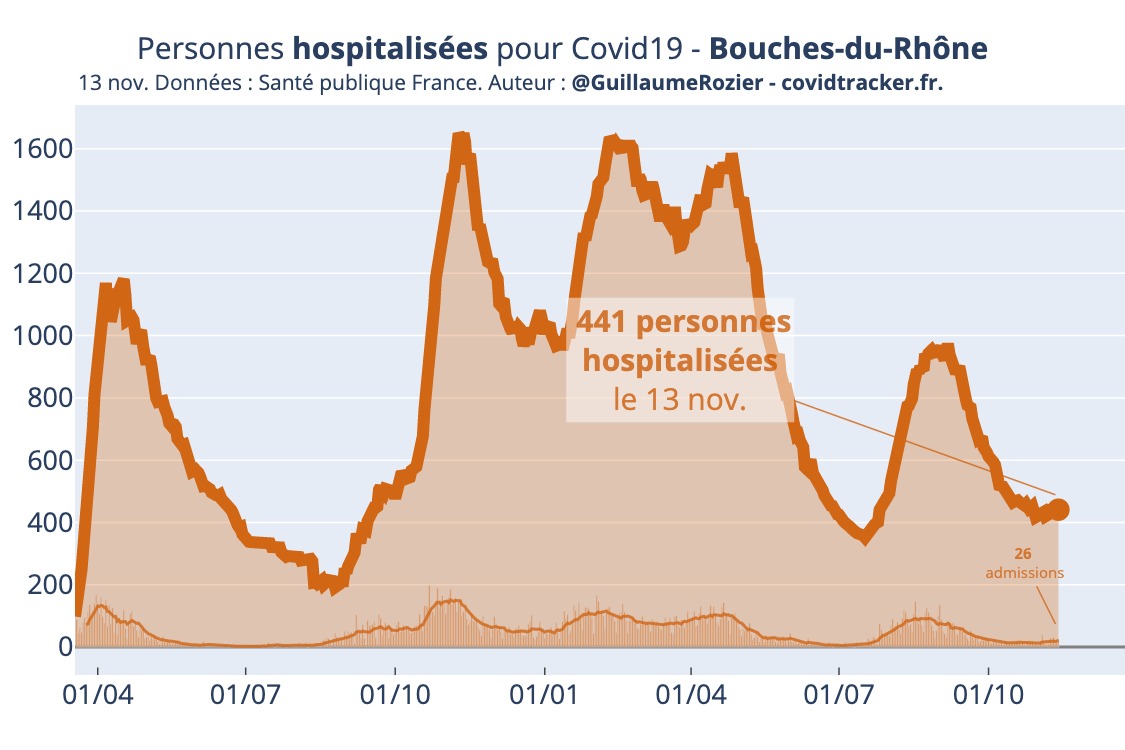 Personnes hospitalisées pour Covid19 - Bouches-du-Rhône
13 nov. Données : Santé publique France. Auteur : @GuillaumeRozier - covidtracker.fr.
1600
1400
1200
1000
800
600
400
200
0
441 personnes
hospitalisées
le 13 nov.
26
admissions
01/04 01/07 01/10 01/01 01/04 01/07 01/10